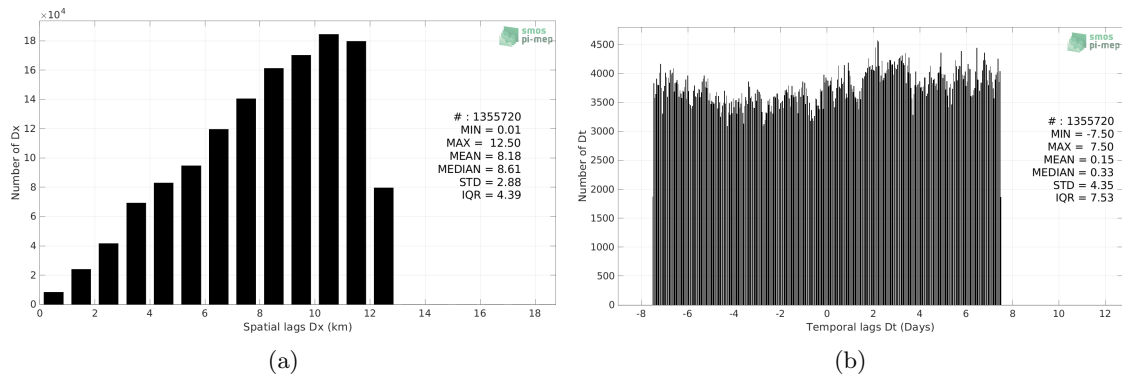 ×10⁴
18
16
14
12
10
8
6
4
2
0
Number of Dx
smos
pi-mep
# : 1355720
MIN = 0.01
MAX = 12.50
MEAN = 8.18
MEDIAN = 8.61
STD = 2.88
IQR = 4.39
0 2 4 6 8 10 12 14 16 18
Spatial lags Dx (km)
(a)
4500
4000
3500
3000
2500
2000
1500
1000
500
0
Number of Dt
smos
pi-mep
# : 1355720
MIN = -7.50
MAX = 7.50
MEAN = 0.15
MEDIAN = 0.33
STD = 4.35
IQR = 7.53
-8 -6 -4 -2 0 2 4 6 8 10 12
Temporal lags Dt (Days)
(b)